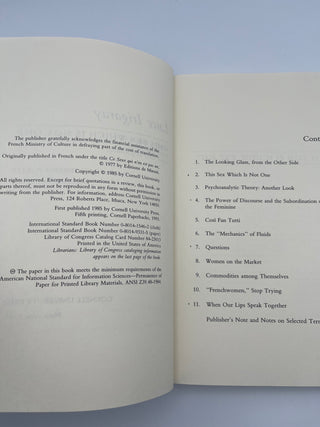 The publisher gratefully acknowledges the financial assistance of the
French Ministry of Culture in defraying part of the cost of translation.
Originally published in French under the title Ce Sexe qui n'en est pas un,
© 1977 by Editions de Minuit.
Copyright © 1985 by Cornell University
All rights reserved. Except for brief quotations in a review, this book, or
parts thereof, must not be reproduced in any form without permission in
writing from the publisher. For information, address Cornell University
Press, 124 Roberts Place, Ithaca, New York 14850.
First published 1985 by Cornell University Press.
Fifth printing, Cornell Paperbacks, 1991.
International Standard Book Number
International Standard Book Number
Library of Congress Catalog Card Number
Printed in the United States of America
Librarians: Library of Congress cataloging information
appears on the last page of the book.
∞ The paper in this book meets the minimum requirements of the
American National Standard for Information Sciences—Permanence of
Paper for Printed Library Materials, ANSI Z39.48-1984.
Cont
1. The Looking Glass, from the Other Side
2. This Sex Which Is Not One
3. Psychoanalytic Theory: Another Look
4. The Power of Discourse and the Subordination
the Feminine
5. Così Fan Tutti
6. The "Mechanics" of Fluids
7. Questions
8. Women on the Market
9. Commodities among Themselves
10. "Frenchwomen," Stop Trying
11. When Our Lips Speak Together
Publisher's Note and Notes on Selected Terms